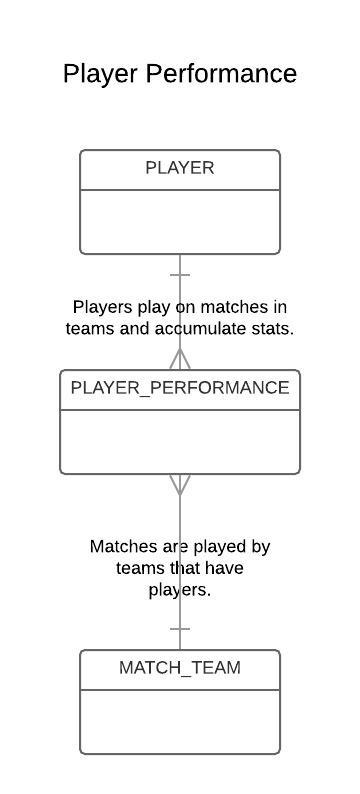 Player Performance
PLAYER
Players play on matches in
teams and accumulate stats.
PLAYER_PERFORMANCE
Matches are played by
teams that have
players.
MATCH_TEAM